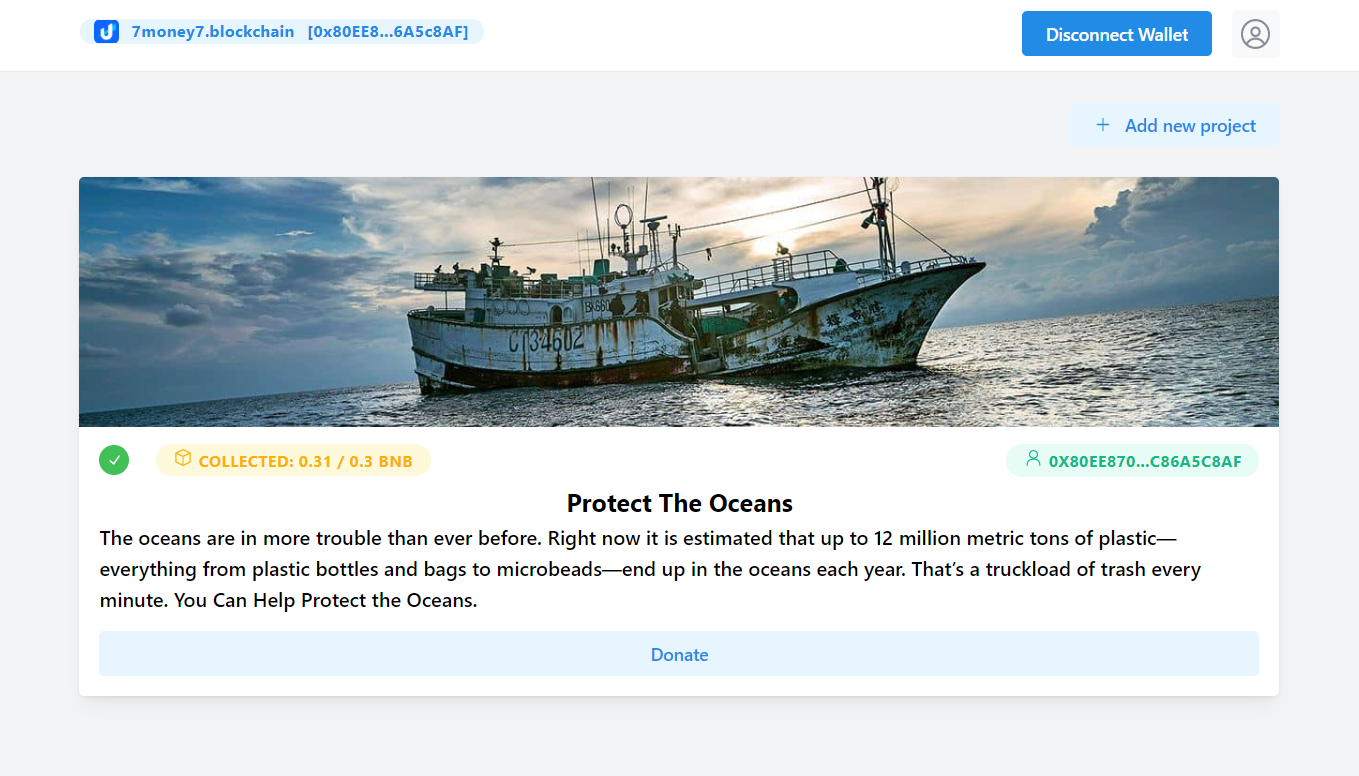 7money7.blockchain [0x80EE8...6A5c8AF]
Disconnect Wallet
+ Add new project
CT3-4602
COLLECTED: 0.31 / 0.3 BNB
0X80EE870...C86A5C8AF
Protect The Oceans
The oceans are in more trouble than ever before. Right now it is estimated that up to 12 million metric tons of plastic—
everything from plastic bottles and bags to microbeads—end up in the oceans each year. That's a truckload of trash every
minute. You Can Help Protect the Oceans.
Donate